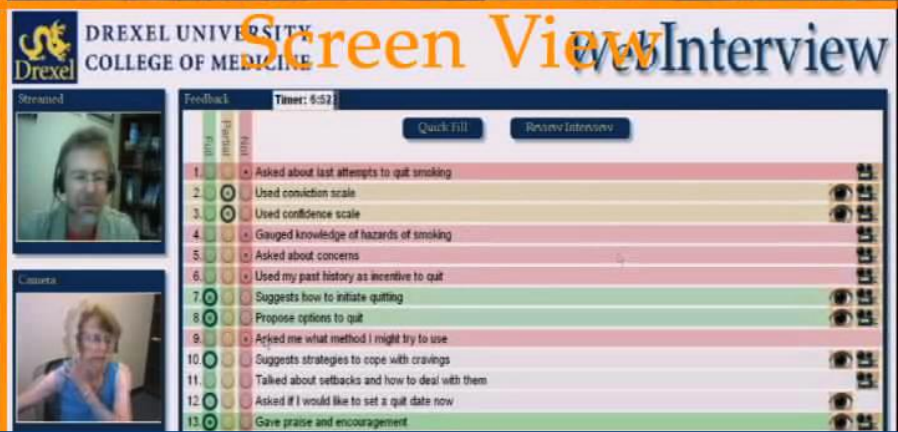 DREXEL UNIVERSITY
COLLEGE OF MEDICINE
Drexel
Screen View
WebInterview
Streamed
Feedback
Timer: 6:52
Full
Partial
Not
Quick Fill
Review Interview
1. Asked about last attempts to quit smoking
2. Used conviction scale
3. Used confidence scale
4. Gauged knowledge of hazards of smoking
5. Asked about concerns
6. Used my past history as incentive to quit
Camera
7. Suggests how to initiate quitting
8. Propose options to quit
9. Asked me what method I might try to use
10. Suggests strategies to cope with cravings
11. Talked about setbacks and how to deal with them
12. Asked if I would like to set a quit date now
13. Gave praise and encouragement